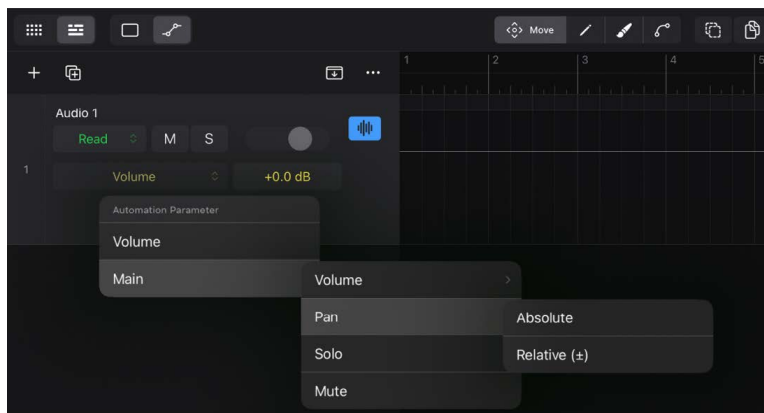 Move
1 2 3 4 5
Audio 1
Read M S
1
Volume +0.0 dB
Automation Parameter
Volume
Main
Volume
Pan
Absolute
Solo
Relative (±)
Mute